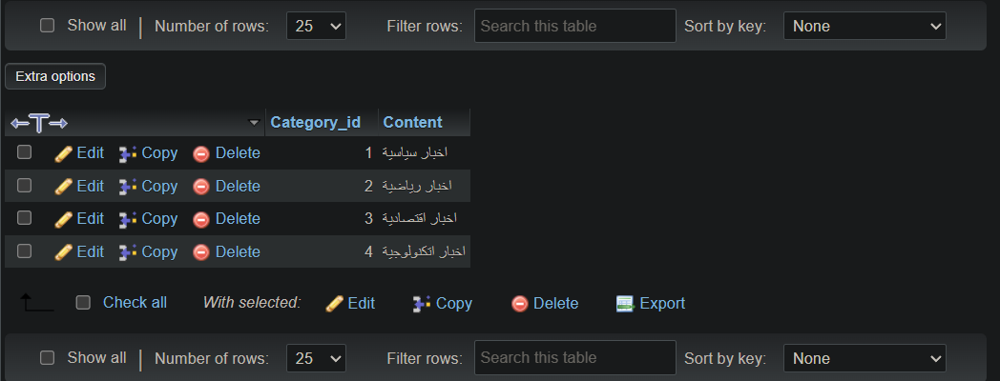 Show all | Number of rows: 25 Filter rows: Search this table Sort by key: None
Extra options
Category_id Content
Edit Copy Delete 1 اخبار سياسية
Edit Copy Delete 2 اخبار رياضية
Edit Copy Delete 3 اخبار اقتصادية
Edit Copy Delete 4 اخبار اتكنولوجية
Check all With selected: Edit Copy Delete Export
Show all | Number of rows: 25 Filter rows: Search this table Sort by key: None